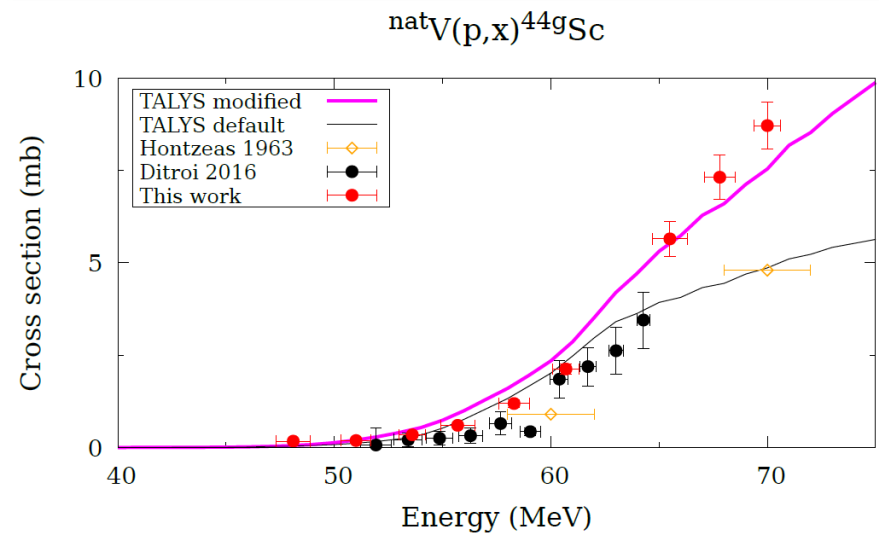 natV(p,x)44gSc
10
5
0
Cross section (mb)
TALYS modified
TALYS default
Hontzeas 1963
Ditroi 2016
This work
40 50 60 70
Energy (MeV)